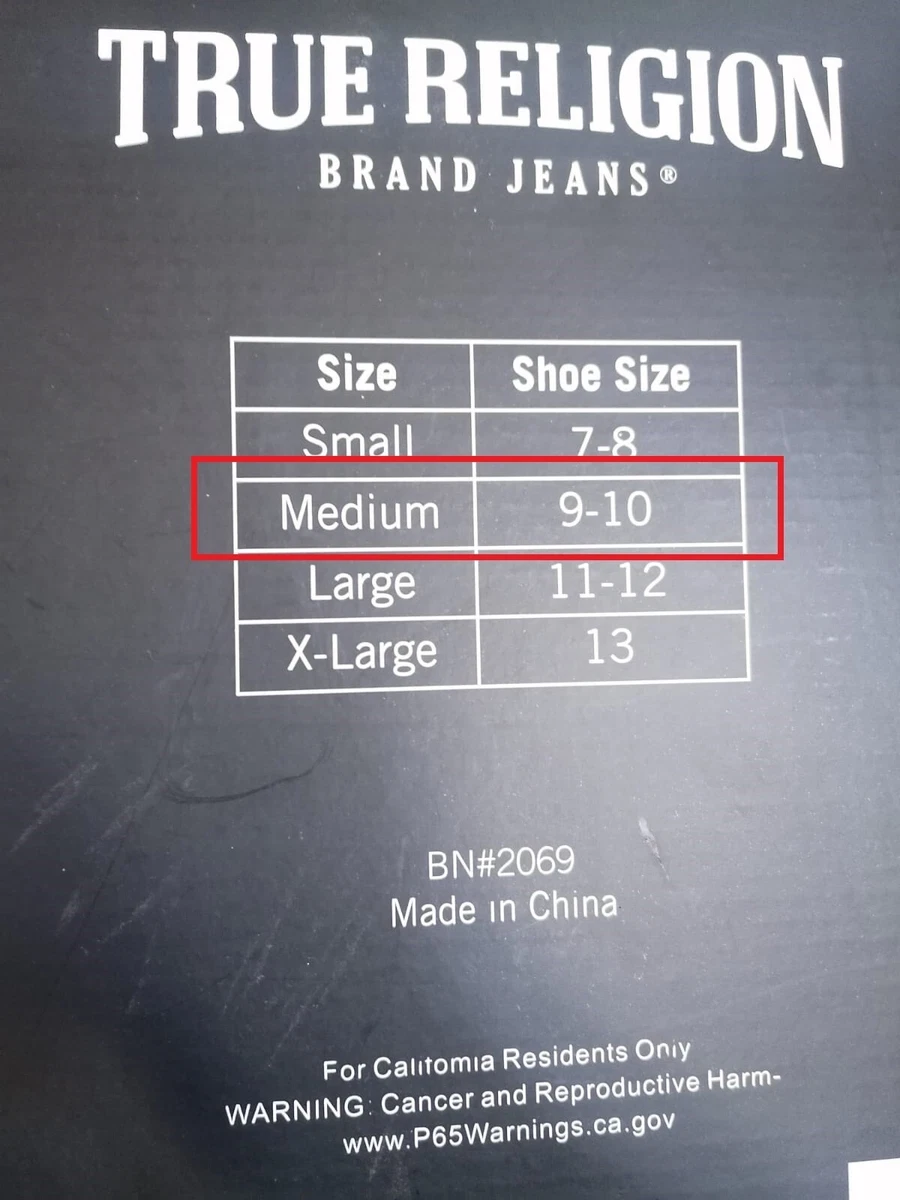 TRUE RELIGION
BRAND JEANS®
Size Shoe Size
Small 7-8
Medium 9-10
Large 11-12
X-Large 13
BN#2069
Made in China
For Califomia Residents Only
WARNING: Cancer and Reproductive Harm-
www.P65Warnings.ca.gov